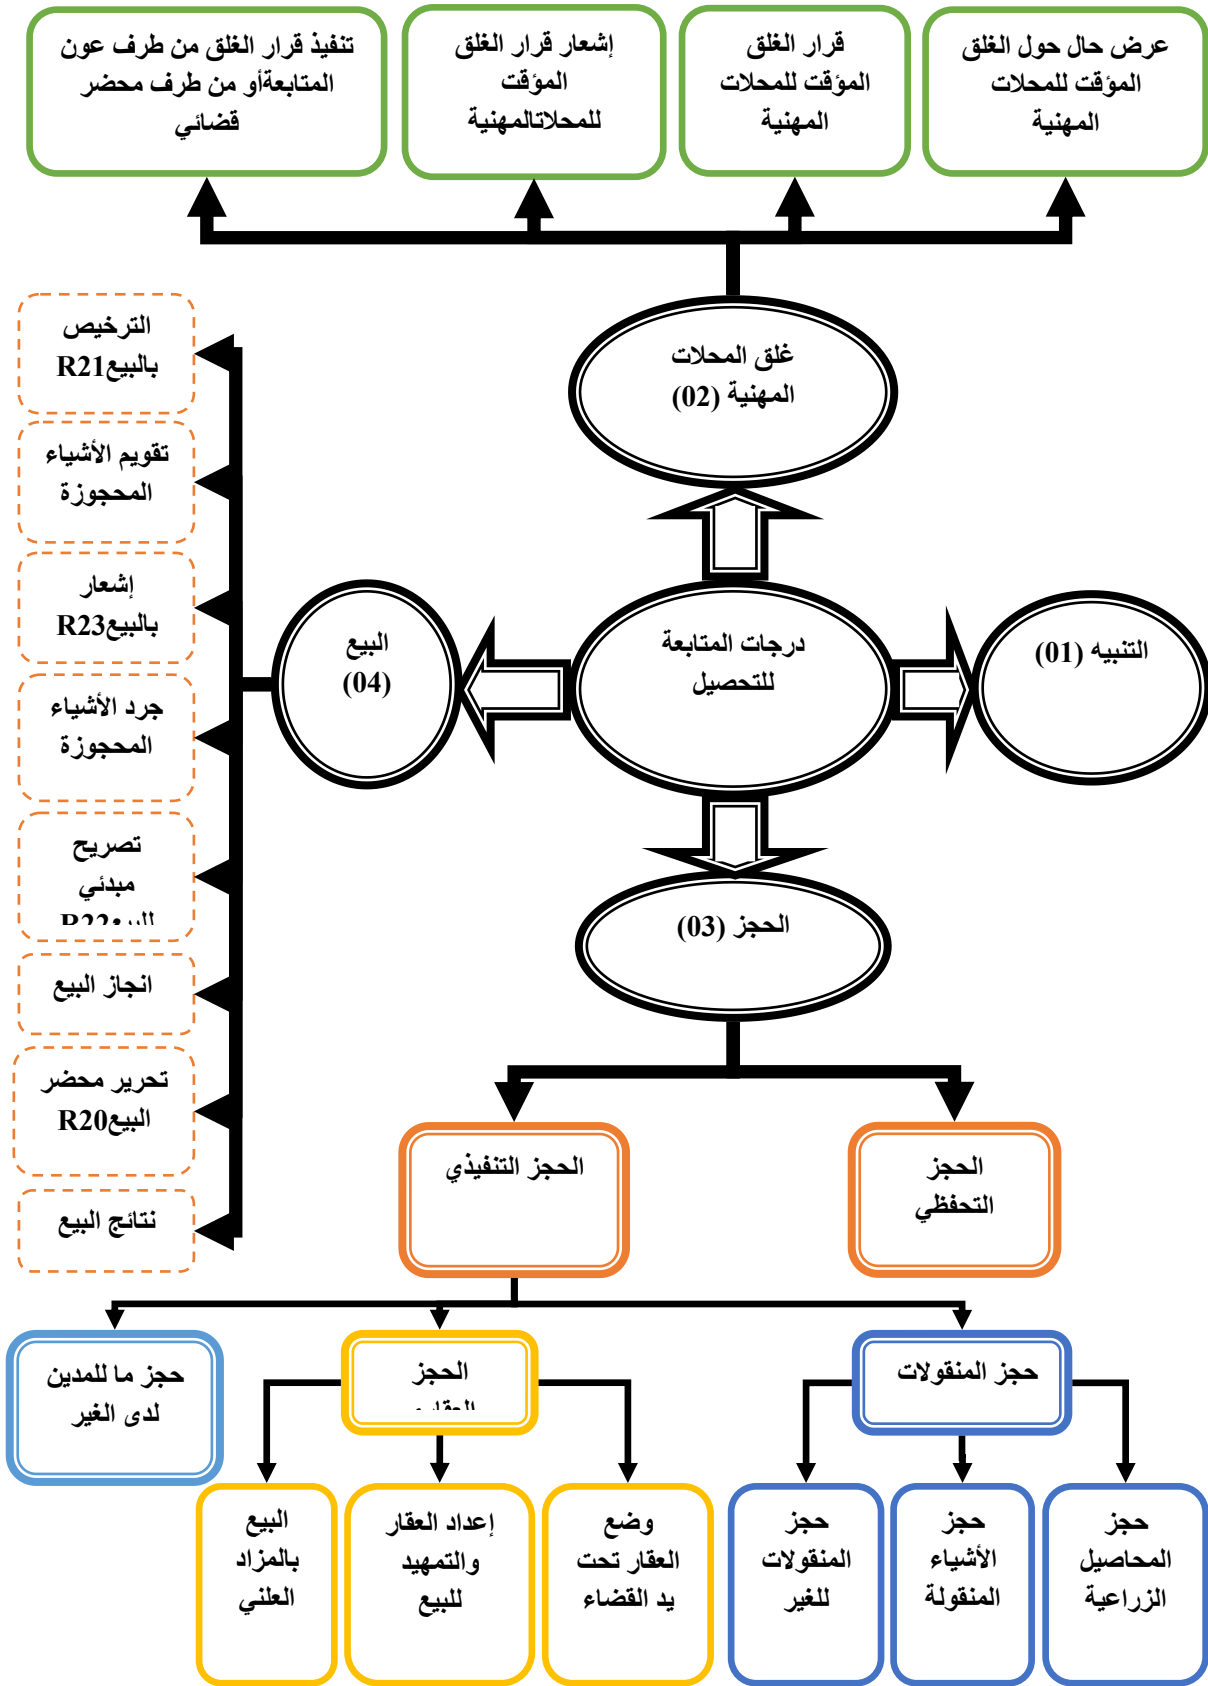 عرض حال حول الغلق
المؤقت للمحلات
المهنية
قرار الغلق
المؤقت للمحلات
المهنية
إشعار قرار الغلق
المؤقت
للمحلاتالمهنية
تنفيذ قرار الغلق من طرف عون
المتابعةأو من طرف محضر
قضائي
غلق المحلات
المهنية (02)
درجات المتابعة
للتحصيل
التنبيه (01)
البيع
(04)
الترخيص
بالبيعR21
تقويم الأشياء
المحجوزة
إشعار
بالبيعR23
جرد الأشياء
المحجوزة
تصريح
مبدئي
انجاز البيع
تحرير محضر
البيعR20
نتائج البيع
الحجز (03)
الحجز
التحفظي
الحجز التنفيذي
حجز المنقولات
الحجز
حجز ما للمدين
لدى الغير
حجز
المحاصيل
الزراعية
حجز
الأشياء
المنقولة
حجز
المنقولات
للغير
وضع
العقار تحت
يد القضاء
إعداد العقار
والتمهيد
للبيع
البيع
بالمزاد
العلني